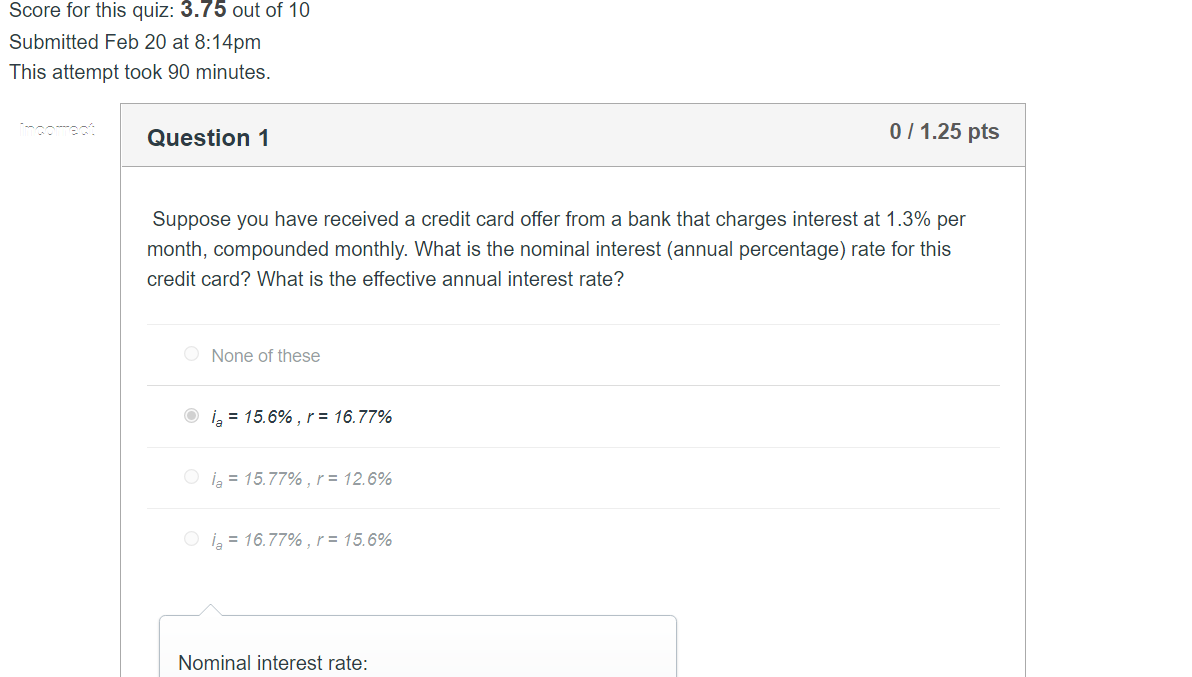 Score for this quiz: 3.75 out of 10
Submitted Feb 20 at 8:14pm
This attempt took 90 minutes.
Incorrect
Question 1
0 / 1.25 pts
Suppose you have received a credit card offer from a bank that charges interest at 1.3% per
month, compounded monthly. What is the nominal interest (annual percentage) rate for this
credit card? What is the effective annual interest rate?
None of these
iₐ = 15.6% , r = 16.77%
iₐ = 15.77% , r = 12.6%
iₐ = 16.77% , r = 15.6%
Nominal interest rate: